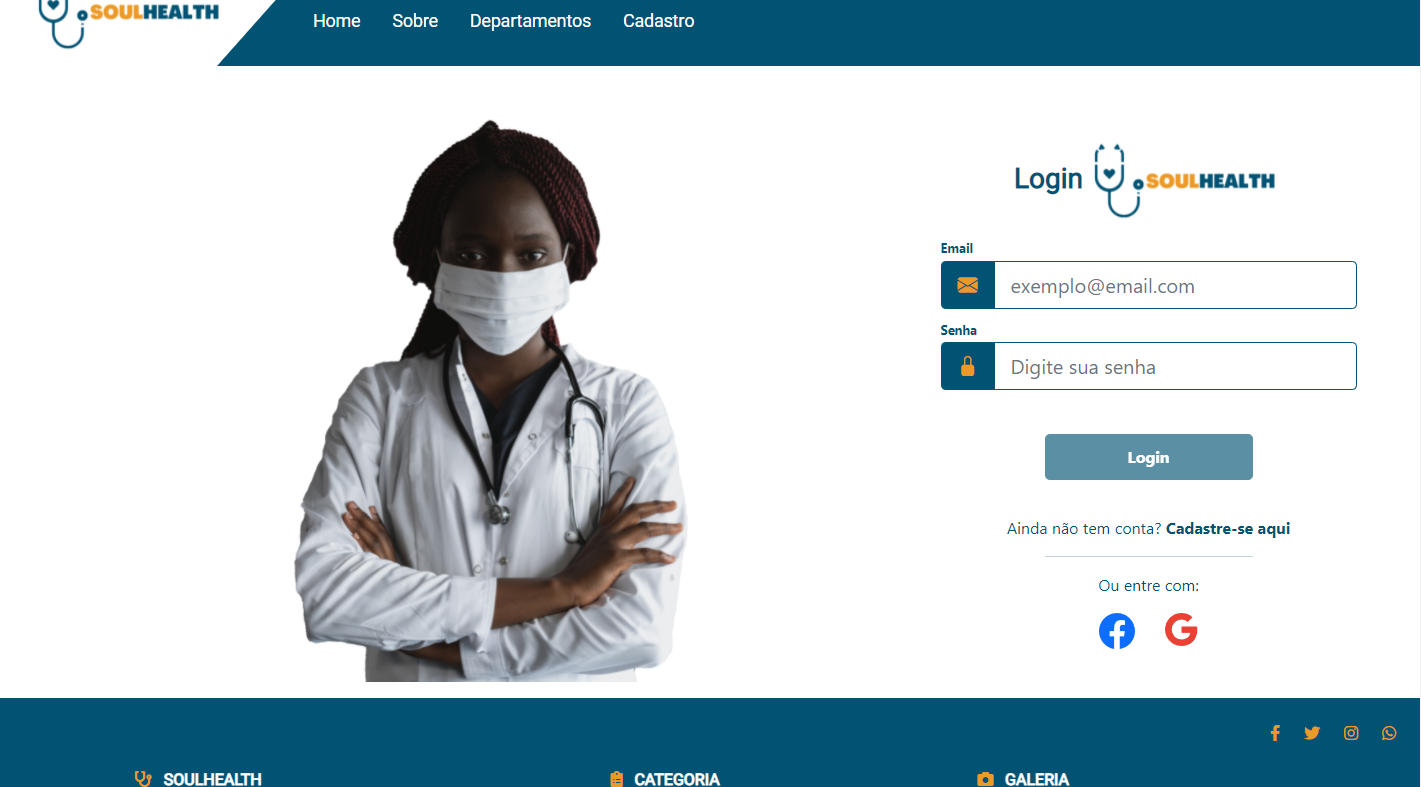 SOULHEALTH
Home Sobre Departamentos Cadastro
Login SOULHEALTH
Email
exemplo@email.com
Senha
Digite sua senha
Login
Ainda não tem conta? Cadastre-se aqui
Ou entre com:
SOULHEALTH CATEGORIA GALERIA